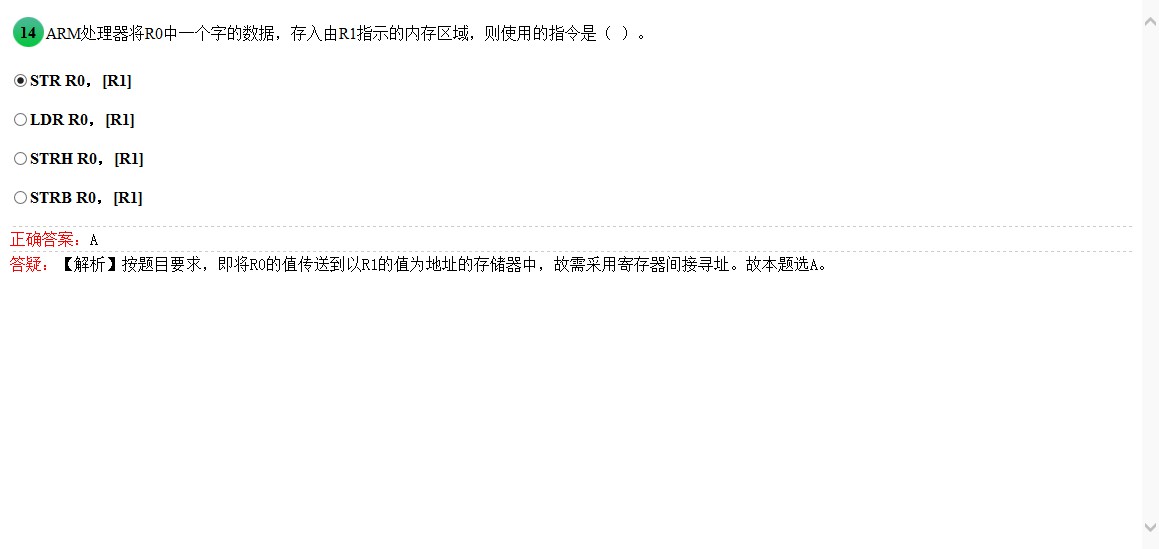 14 ARM处理器将R0中一个字的数据，存入由R1指示的内存区域，则使用的指令是（ ）。
STR R0，[R1]
LDR R0，[R1]
STRH R0，[R1]
STRB R0，[R1]
正确答案：A
答疑：【解析】按题目要求，即将R0的值传送到以R1的值为地址的存储器中，故需采用寄存器间接寻址。故本题选A。